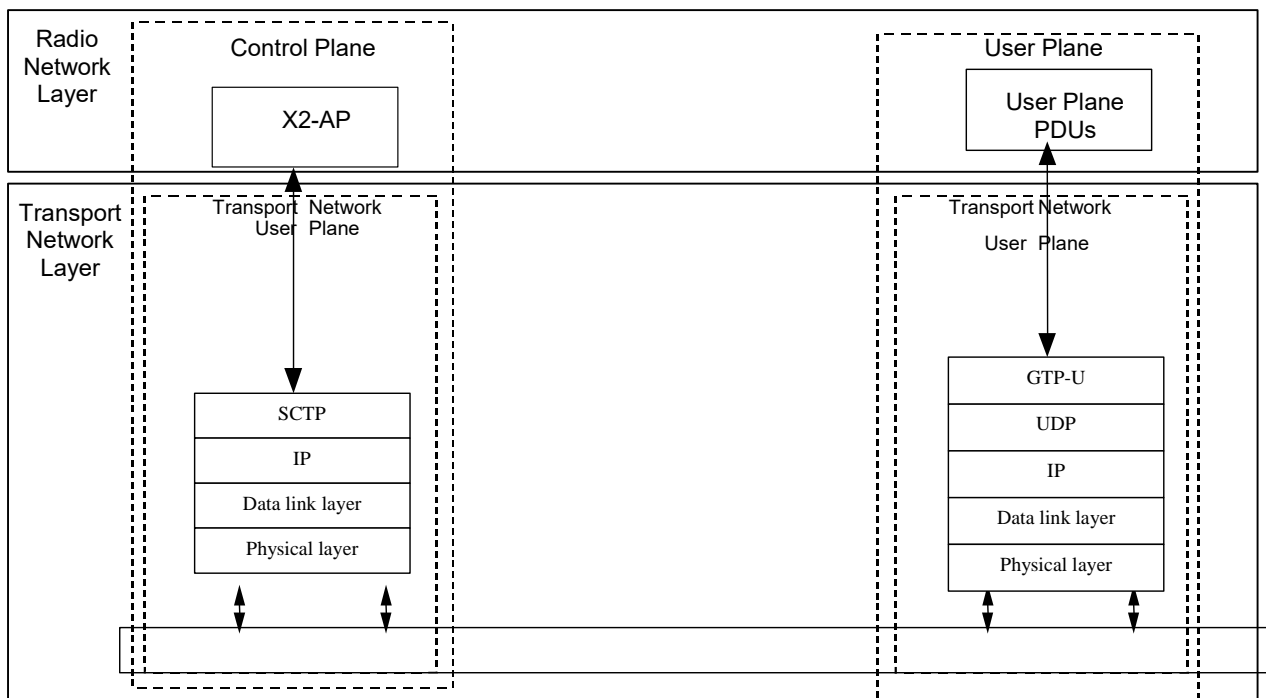 Radio
Network
Layer
Control Plane
X2-AP
User Plane
User Plane
PDUs
Transport
Network
Layer
Transport Network
User Plane
SCTP
IP
Data link layer
Physical layer
Transport Network
User Plane
GTP-U
UDP
IP
Data link layer
Physical layer